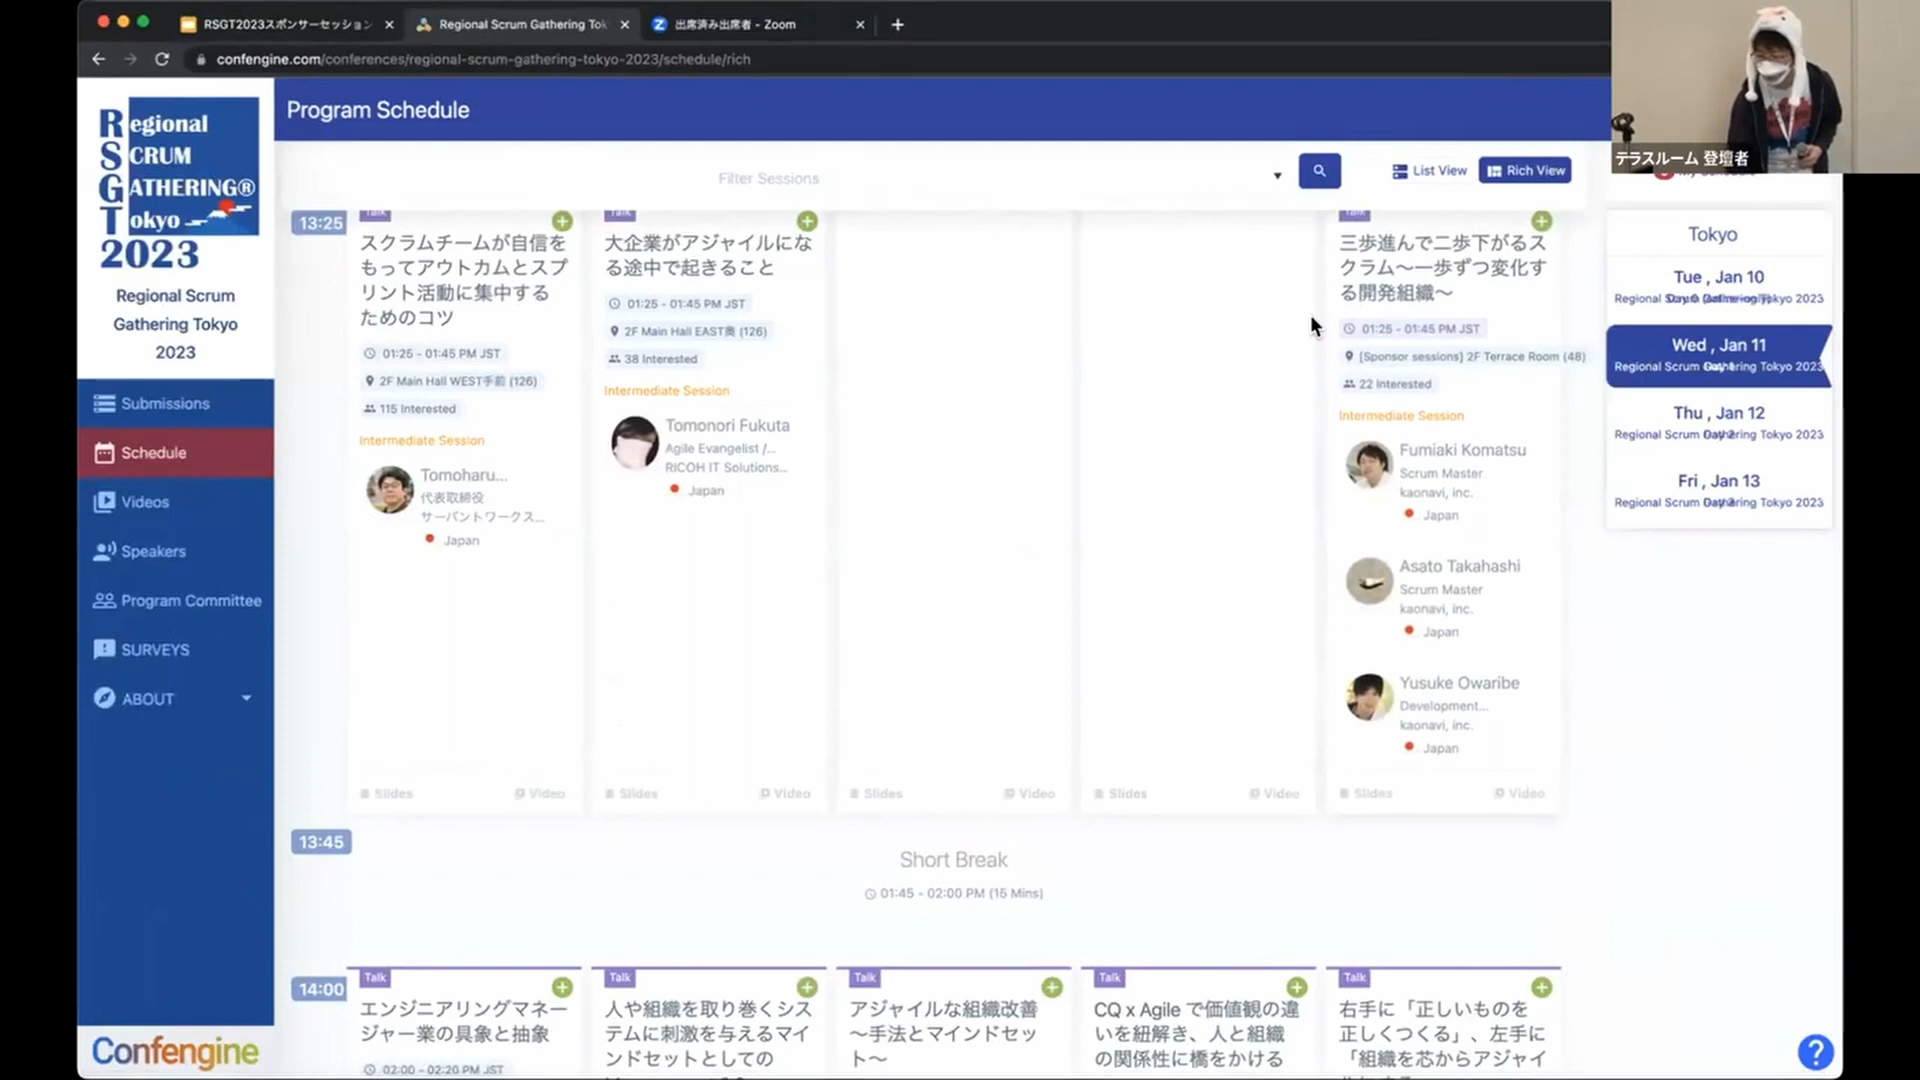 RSGT2023スポンサーセッション
Regional Scrum Gathering Tok
出席済み出席者 - Zoom
confengine.com/conferences/regional-scrum-gathering-tokyo-2023/schedule/rich
テラスルーム 登壇者
Regional
SCRUM
GATHERING®
Tokyo
2023
Regional Scrum
Gathering Tokyo
2023
Submissions
Schedule
Videos
Speakers
Program Committee
SURVEYS
ABOUT
Confengine
Program Schedule
Filter Sessions
List View
Rich View
13:25
Talk
スクラムチームが自信を
もってアウトカムとスプ
リント活動に集中する
ためのコツ
01:25 - 01:45 PM JST
2F Main Hall WEST手前 (126)
115 Interested
Intermediate Session
Tomoharu...
代表取締役
サーバントワークス...
Japan
Slides
Video
Talk
大企業がアジャイルにな
る途中で起きること
01:25 - 01:45 PM JST
2F Main Hall EAST奥 (126)
38 Interested
Intermediate Session
Tomonori Fukuta
Agile Evangelist /...
RICOH IT Solutions...
Japan
Slides
Video
Slides
Video
Slides
Video
Talk
三歩進んで二歩下がるス
クラム〜一歩ずつ変化す
る開発組織〜
01:25 - 01:45 PM JST
[Sponsor sessions] 2F Terrace Room (48)
22 Interested
Intermediate Session
Fumiaki Komatsu
Scrum Master
kaonavi, inc.
Japan
Asato Takahashi
Scrum Master
kaonavi, inc.
Japan
Yusuke Owaribe
Development...
kaonavi, inc.
Japan
Slides
Video
13:45
Short Break
01:45 - 02:00 PM (15 Mins)
14:00
Talk
エンジニアリングマネー
ジャー業の具象と抽象
02:00 - 02:20 PM JST
Talk
人や組織を取り巻くシス
テムに刺激を与えるマイ
ンドセットとしての
Talk
アジャイルな組織改善
〜手法とマインドセッ
ト〜
Talk
CQ x Agile で価値観の違
いを紐解き、人と組織
の関係性に橋をかける
Talk
右手に「正しいものを
正しくつくる」、左手に
「組織を芯からアジャイ
Tokyo
Tue , Jan 10
Regional Scrum Gathering Tokyo 2023
Wed , Jan 11
Regional Scrum Gathering Tokyo 2023
Thu , Jan 12
Regional Scrum Gathering Tokyo 2023
Fri , Jan 13
Regional Scrum Gathering Tokyo 2023